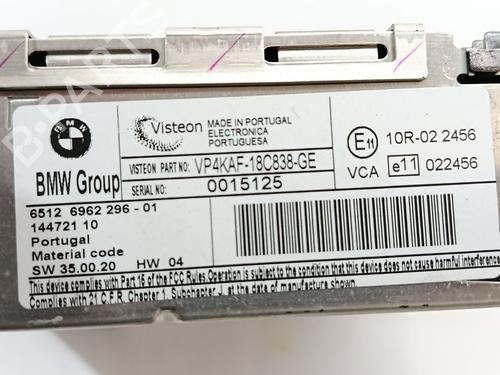 BMW
BMW Group
Visteon
MADE IN PORTUGAL
ELECTRONICA
PORTUGUESA
VISTEON PART NO: VP4KAF-18C838-GE
SERIAL NO: 0015125
E11 10R-02 2456
VCA e11 022456
6512 6962 296 - 01
144721 10
Portugal
Material code
SW 35.00.20 HW 04
This device complies with Part 15 of the FCC Rules Operation is subject to the condition that this device does not
Complies with 21 C.F.R. Chapter 1, Subchapter J, at the date of manufacture shown.
B-PARTS